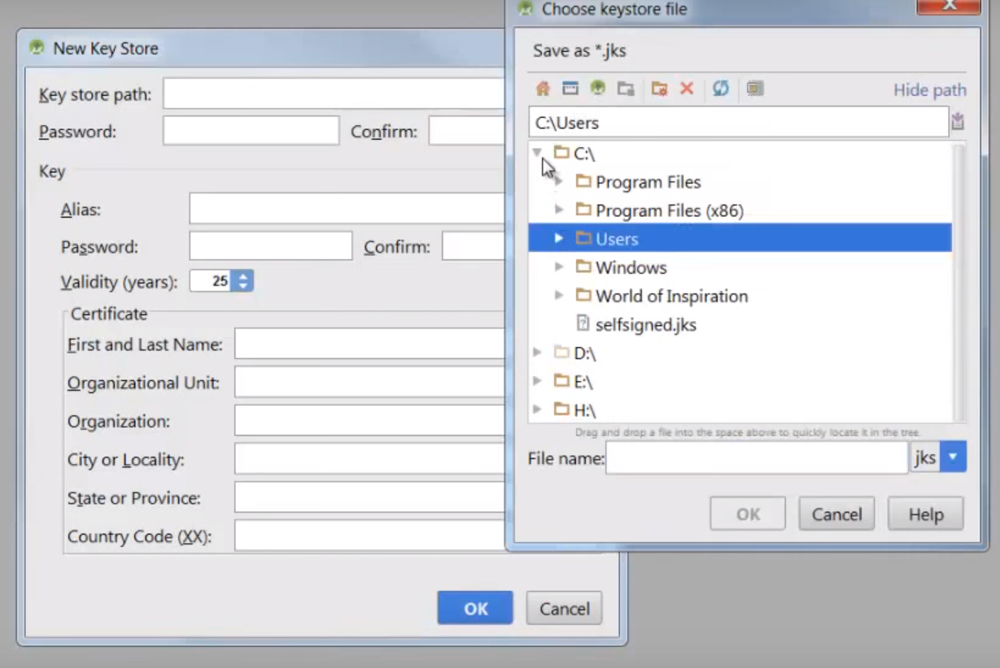 New Key Store
Key store path:
Password:
Confirm:
Key
Alias:
Password:
Confirm:
Validity (years):
25
Certificate
First and Last Name:
Organizational Unit:
Organization:
City or Locality:
State or Province:
Country Code (XX):
OK
Cancel
Choose keystore file
Save as *.jks
Hide path
C:\Users
C:\
Program Files
Program Files (x86)
Users
Windows
World of Inspiration
selfsigned.jks
D:\
E:\
H:\
Drag and drop a file into the space above to quickly locate it in the tree.
File name:
jks
OK
Cancel
Help